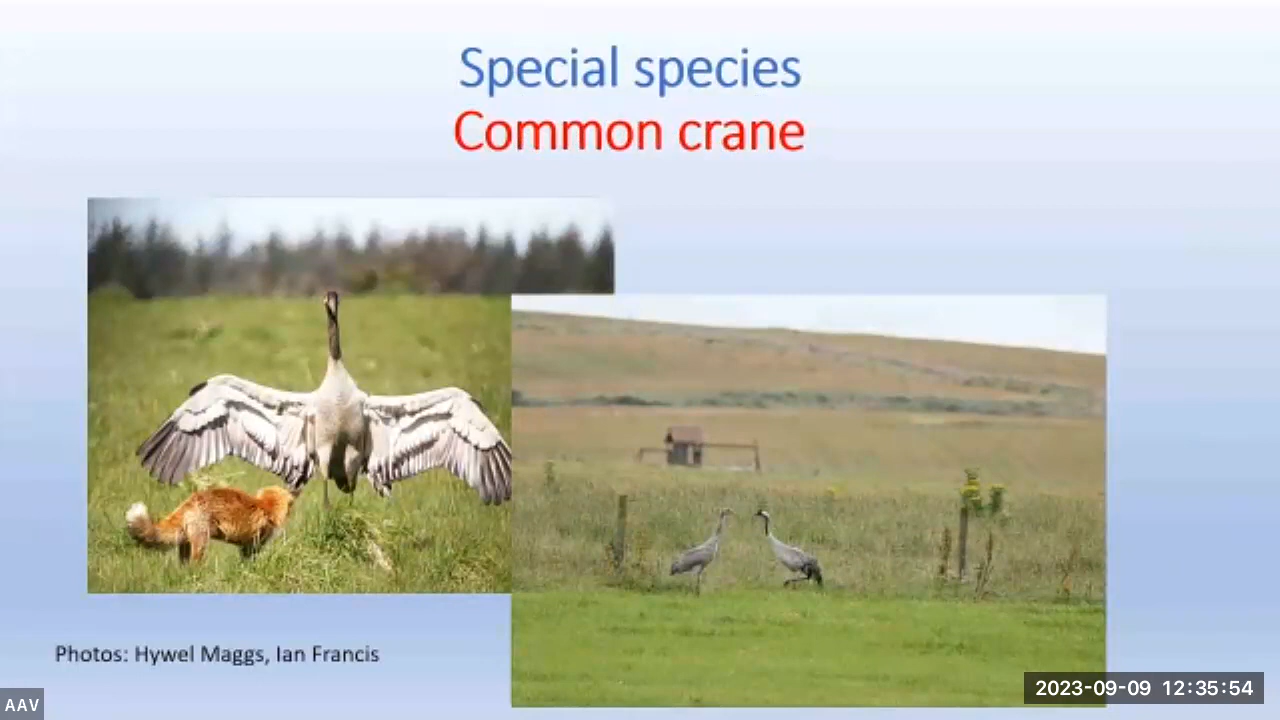 Special species
Common crane
Photos: Hywel Maggs, Ian Francis
AAV
2023-09-09 12:35:54